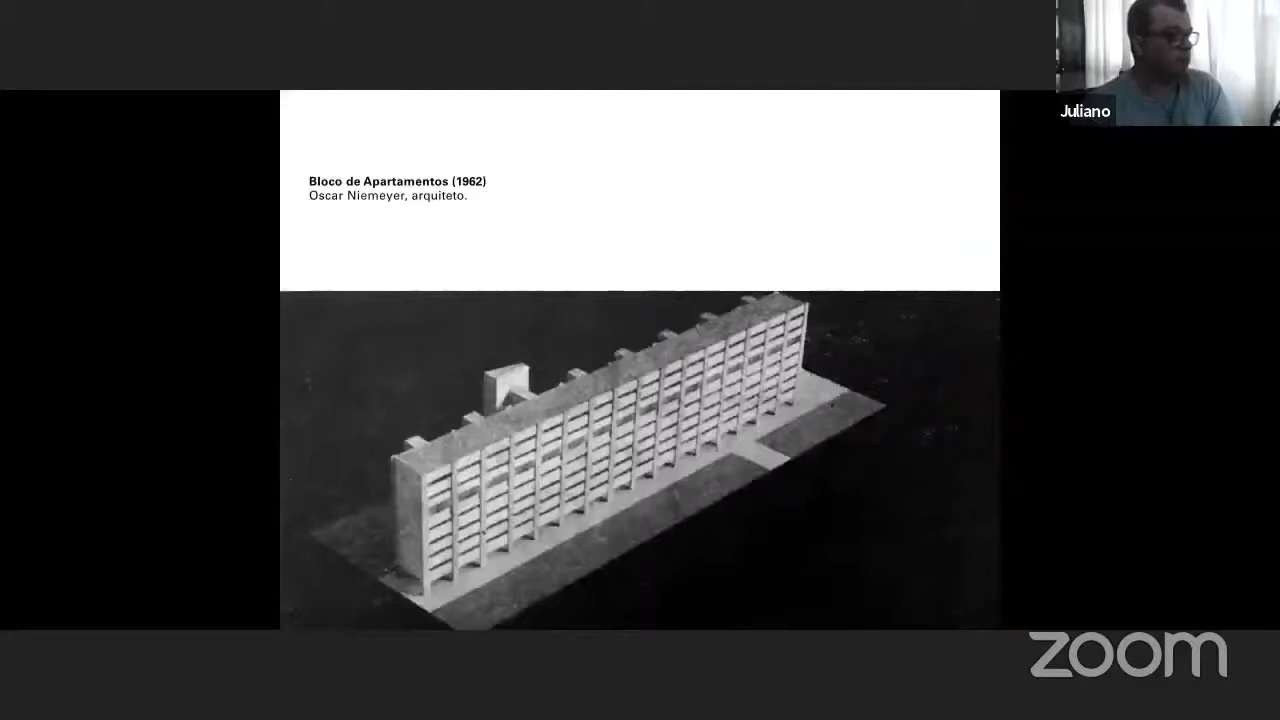 Juliano
Bloco de Apartamentos (1962)
Oscar Niemeyer, arquiteto.
zoom